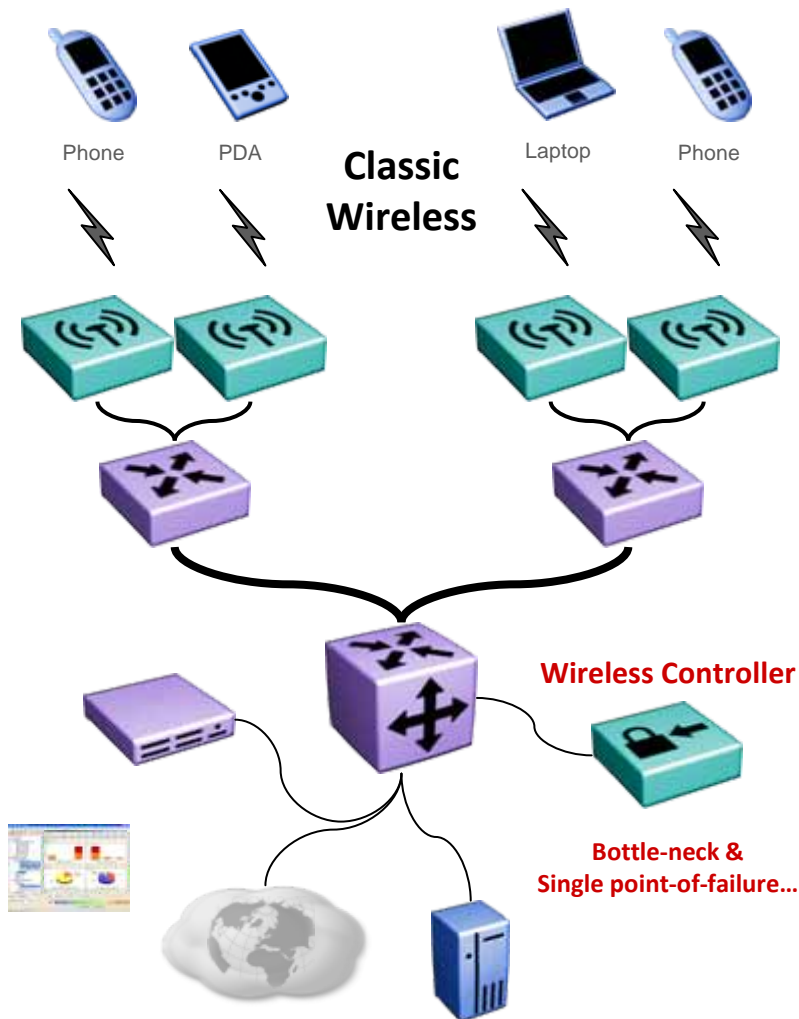 Phone
PDA
Laptop
Phone
Classic
Wireless
Wireless Controller
Bottle-neck &
Single point-of-failure…